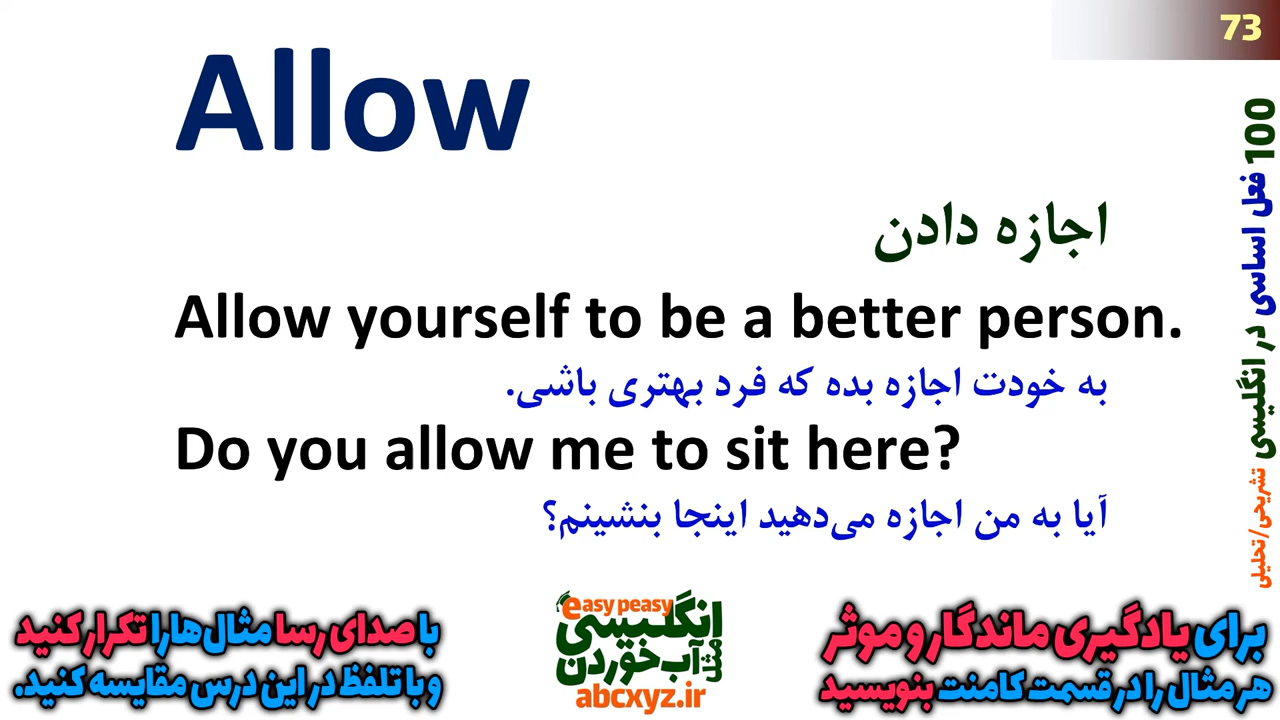 73
Allow
اجازه دادن
Allow yourself to be a better person.
به خودت اجازه بده که فرد بهتری باشی.
Do you allow me to sit here?
آیا به من اجازه می‌دهید اینجا بنشینم؟
100 فعل اساسی در انگلیسی تشریحی/تحلیلی
برای یادگیری ماندگار و موثر
هر مثال را در قسمت کامنت بنویسید
easy peasy
انگلیسی
مثل آب خوردن
abcxyz.ir
با صدای رسا مثال‌ها را تکرار کنید
و با تلفظ در این درس مقایسه کنید.